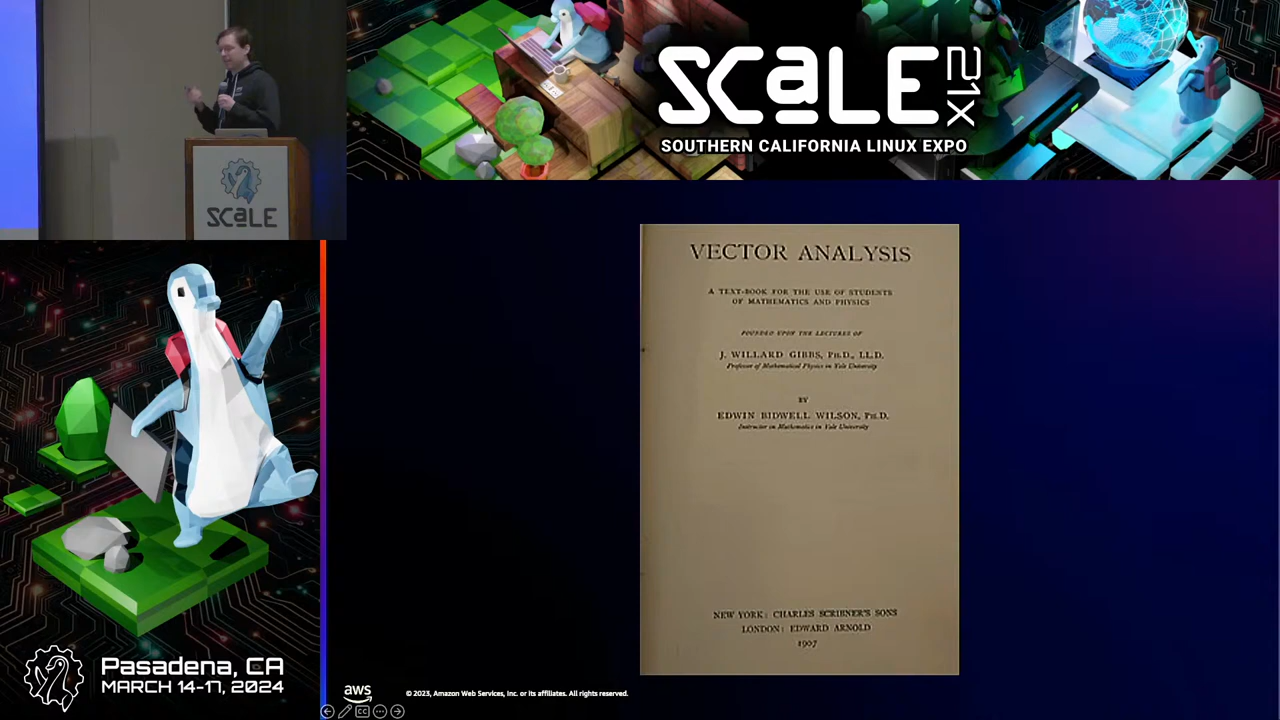 SCALE
21X
SOUTHERN CALIFORNIA LINUX EXPO
SCALE
VECTOR ANALYSIS
A TEXT-BOOK FOR THE USE OF STUDENTS
OF MATHEMATICS AND PHYSICS
FOUNDED UPON THE LECTURES OF
J. WILLARD GIBBS, PH.D., LL.D.
Professor of Mathematical Physics in Yale University
BY
EDWIN BIDWELL WILSON, PH.D.
Instructor in Mathematics in Yale University
NEW YORK: CHARLES SCRIBNER'S SONS
LONDON: EDWARD ARNOLD
1907
Pasadena, CA
MARCH 14-17, 2024
aws
© 2023, Amazon Web Services, Inc. or its affiliates. All rights reserved.
CC